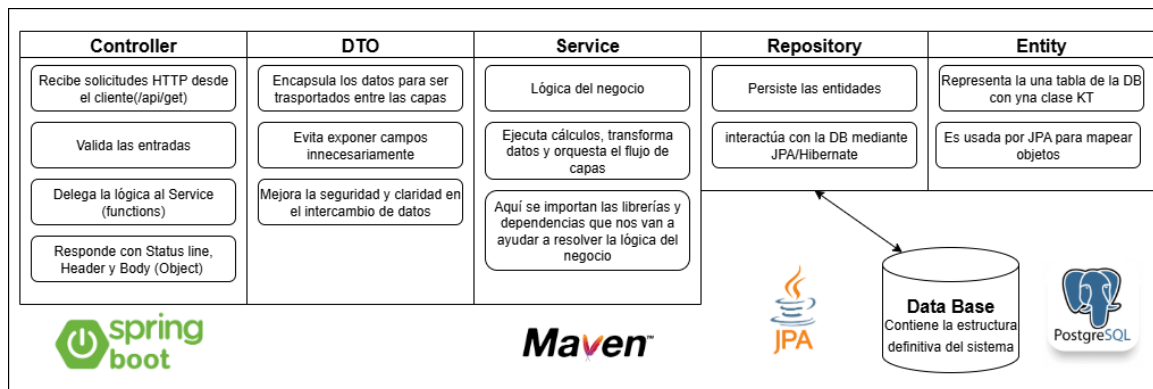 Controller
DTO
Service
Repository
Entity
Recibe solicitudes HTTP desde
el cliente(/api/get)
Valida las entradas
Delega la lógica al Service
(functions)
Responde con Status line,
Header y Body (Object)
Encapsula los datos para ser
trasportados entre las capas
Evita exponer campos
innecesariamente
Mejora la seguridad y claridad en
el intercambio de datos
Lógica del negocio
Ejecuta cálculos, transforma
datos y orquesta el flujo de
capas
Aquí se importan las librerías y
dependencias que nos van a
ayudar a resolver la lógica del
negocio
Persiste las entidades
interactúa con la DB mediante
JPA/Hibernate
Representa la una tabla de la DB
con yna clase KT
Es usada por JPA para mapear
objetos
spring
boot
Maven™
JPA
Data Base
Contiene la estructura
definitiva del sistema
PostgreSQL